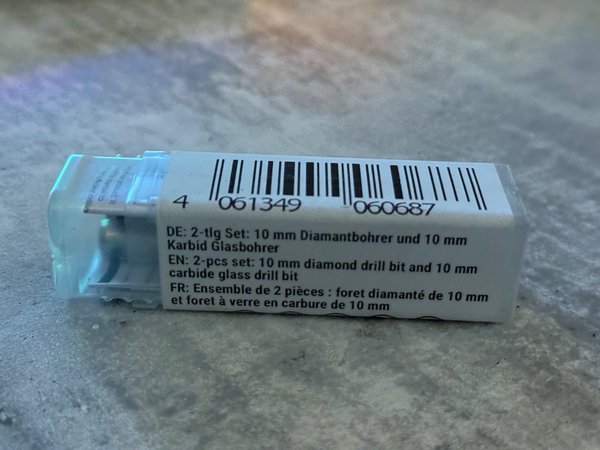 4 061349 060687
DE: 2-tlg Set: 10 mm Diamantbohrer und 10 mm
Karbid Glasbohrer
EN: 2-pcs set: 10 mm diamond drill bit and 10 mm
carbide glass drill bit
FR: Ensemble de 2 pièces : foret diamanté de 10 mm
et foret à verre en carbure de 10 mm